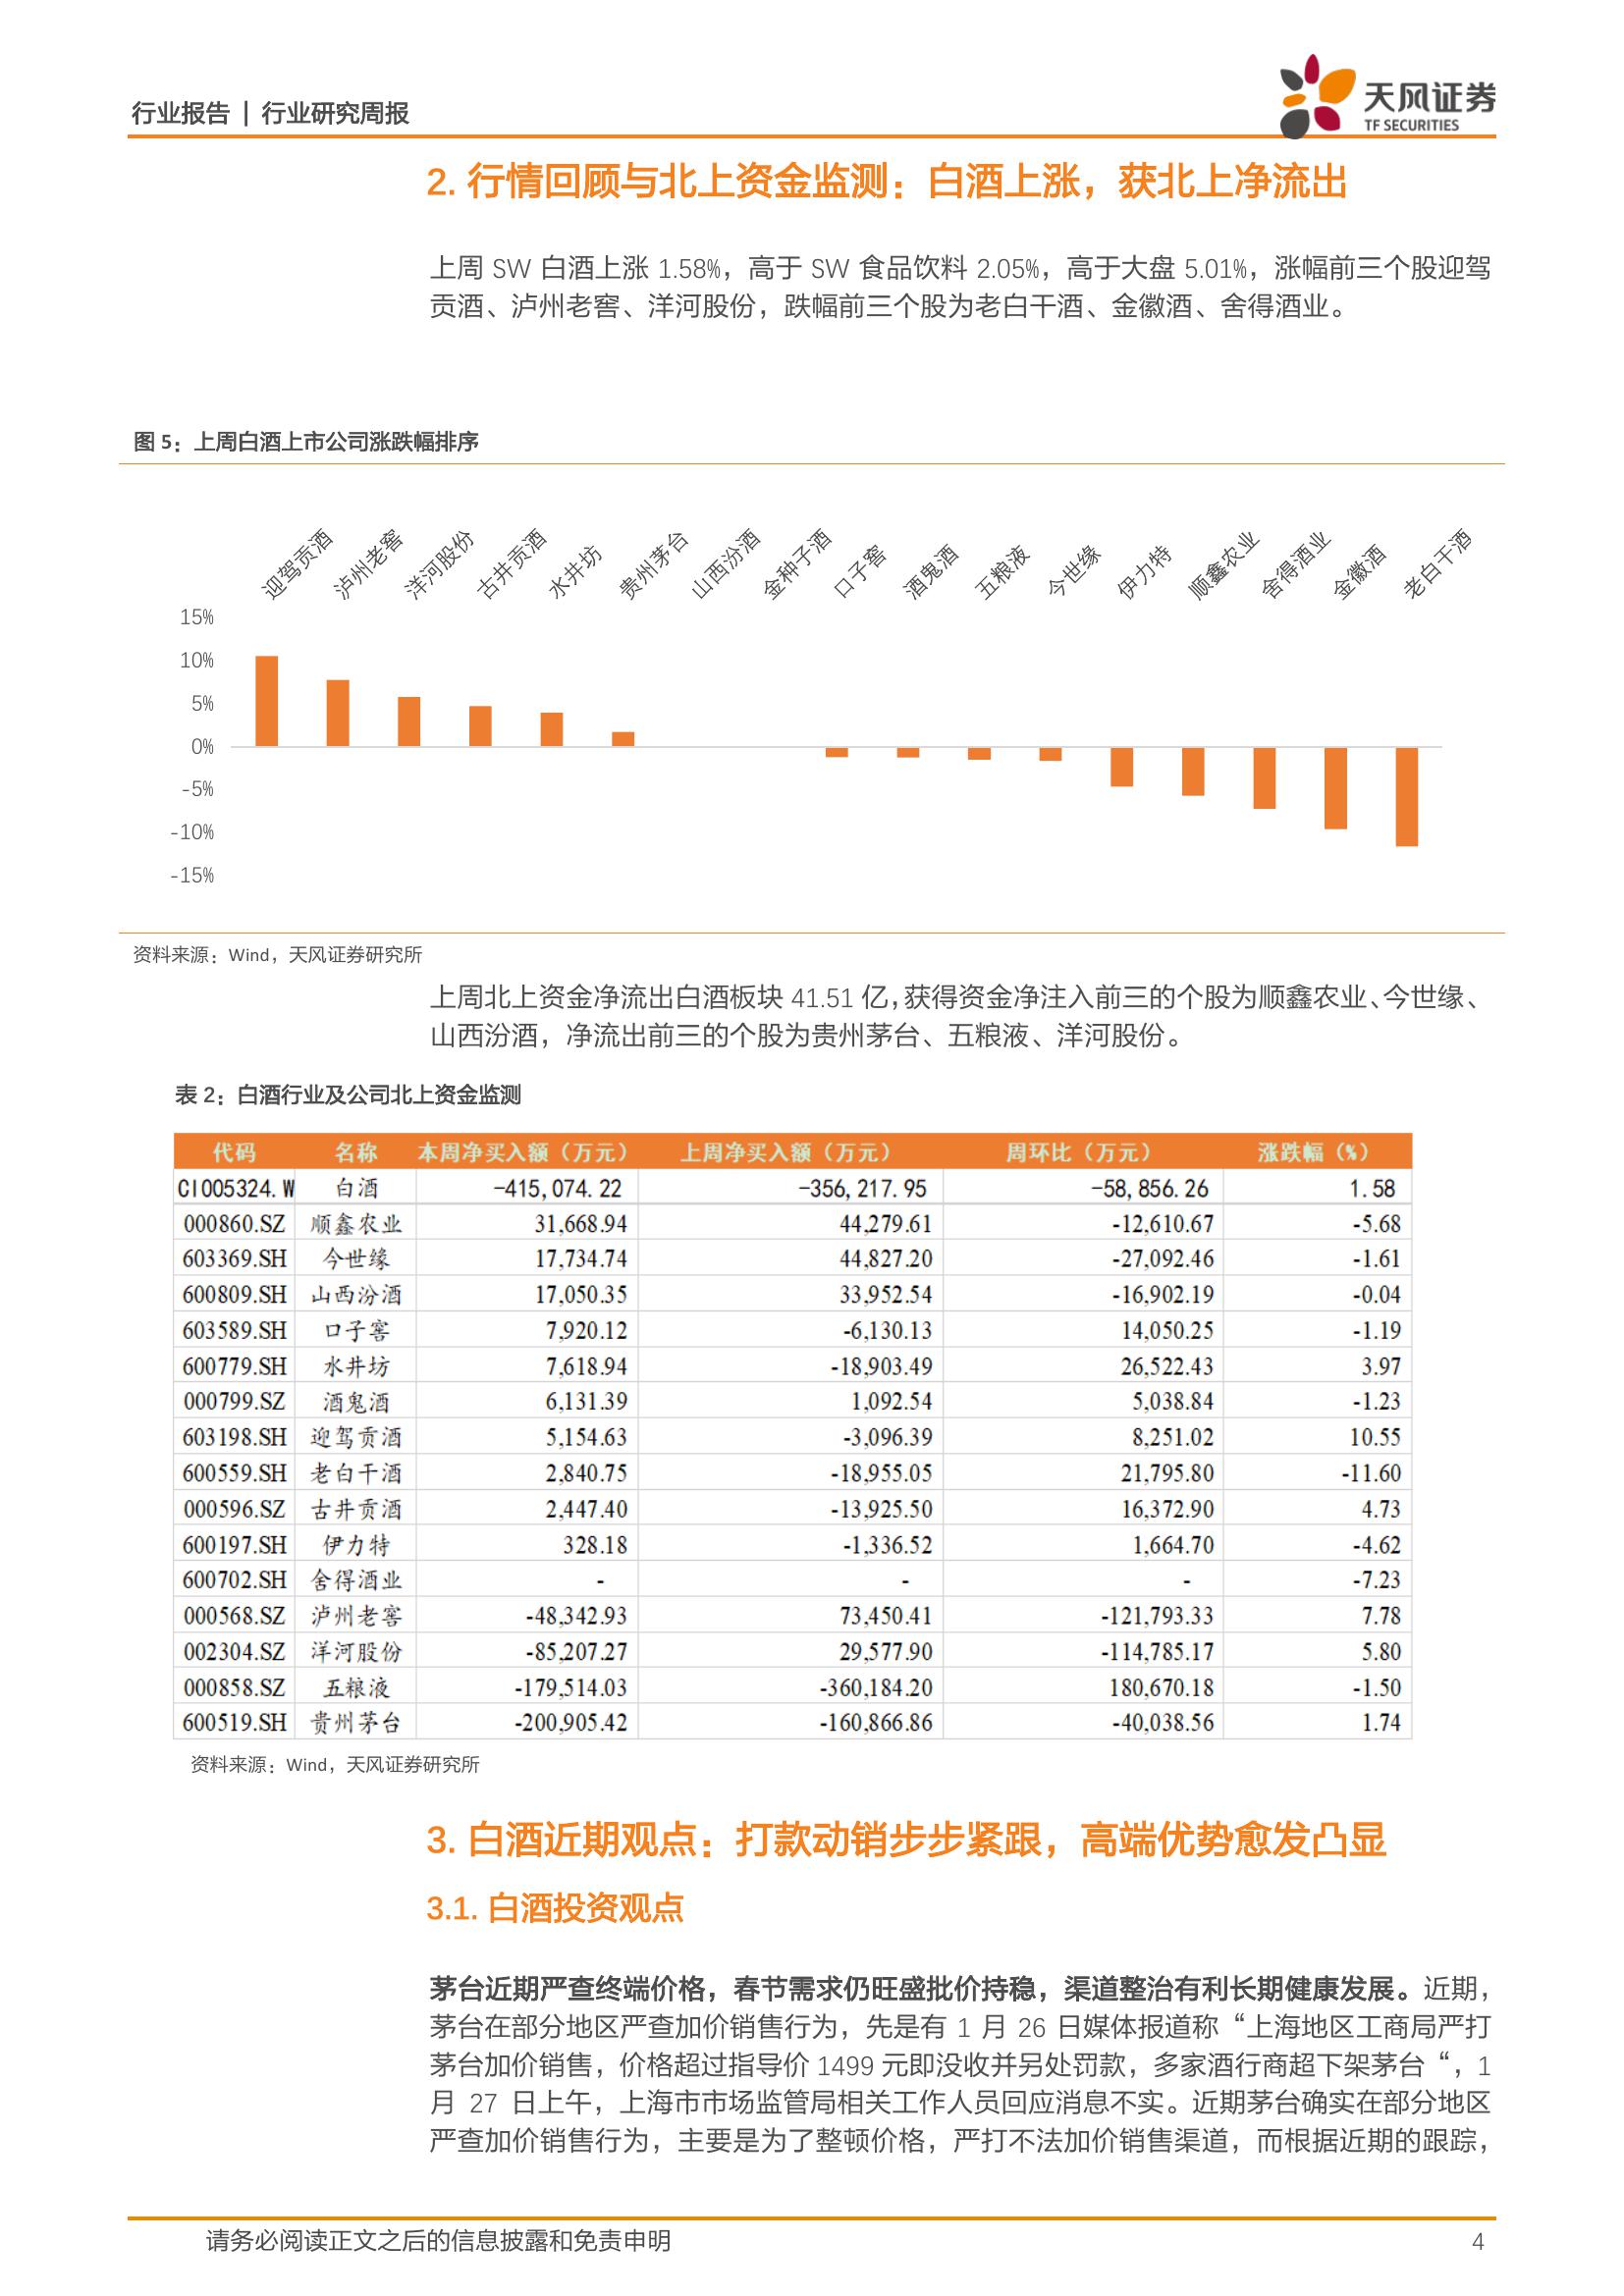 行业报告 | 行业研究周报
天风证券
TF SECURITIES
2. 行情回顾与北上资金监测：白酒上涨，获北上净流出
上周 SW 白酒上涨 1.58%，高于 SW 食品饮料 2.05%，高于大盘 5.01%，涨幅前三个股迎驾
贡酒、泸州老窖、洋河股份，跌幅前三个股为老白干酒、金徽酒、舍得酒业。
图 5：上周白酒上市公司涨跌幅排序
迎驾贡酒 泸州老窖 洋河股份 古井贡酒 水井坊 贵州茅台 山西汾酒 金种子酒 口子窖 酒鬼酒 五粮液 今世缘 伊力特 顺鑫农业 舍得酒业 金徽酒 老白干酒
15%
10%
5%
0%
-5%
-10%
-15%
资料来源：Wind，天风证券研究所
上周北上资金净流出白酒板块 41.51 亿，获得资金净注入前三的个股为顺鑫农业、今世缘、
山西汾酒，净流出前三的个股为贵州茅台、五粮液、洋河股份。
表 2：白酒行业及公司北上资金监测
代码 名称 本周净买入额（万元） 上周净买入额（万元） 周环比（万元） 涨跌幅（%）
CI005324.W 白酒 -415,074.22 -356,217.95 -58,856.26 1.58
000860.SZ 顺鑫农业 31,668.94 44,279.61 -12,610.67 -5.68
603369.SH 今世缘 17,734.74 44,827.20 -27,092.46 -1.61
600809.SH 山西汾酒 17,050.35 33,952.54 -16,902.19 -0.04
603589.SH 口子窖 7,920.12 -6,130.13 14,050.25 -1.19
600779.SH 水井坊 7,618.94 -18,903.49 26,522.43 3.97
000799.SZ 酒鬼酒 6,131.39 1,092.54 5,038.84 -1.23
603198.SH 迎驾贡酒 5,154.63 -3,096.39 8,251.02 10.55
600559.SH 老白干酒 2,840.75 -18,955.05 21,795.80 -11.60
000596.SZ 古井贡酒 2,447.40 -13,925.50 16,372.90 4.73
600197.SH 伊力特 328.18 -1,336.52 1,664.70 -4.62
600702.SH 舍得酒业 - - - -7.23
000568.SZ 泸州老窖 -48,342.93 73,450.41 -121,793.33 7.78
002304.SZ 洋河股份 -85,207.27 29,577.90 -114,785.17 5.80
000858.SZ 五粮液 -179,514.03 -360,184.20 180,670.18 -1.50
600519.SH 贵州茅台 -200,905.42 -160,866.86 -40,038.56 1.74
资料来源：Wind，天风证券研究所
3. 白酒近期观点：打款动销步步紧跟，高端优势愈发凸显
3.1. 白酒投资观点
茅台近期严查终端价格，春节需求仍旺盛批价持稳，渠道整治有利长期健康发展。近期，
茅台在部分地区严查加价销售行为，先是有 1 月 26 日媒体报道称“上海地区工商局严打
茅台加价销售，价格超过指导价 1499 元即没收并另处罚款，多家酒行商超下架茅台“，1
月 27 日上午，上海市市场监管局相关工作人员回应消息不实。近期茅台确实在部分地区
严查加价销售行为，主要是为了整顿价格，严打不法加价销售渠道，而根据近期的跟踪，
请务必阅读正文之后的信息披露和免责申明
4